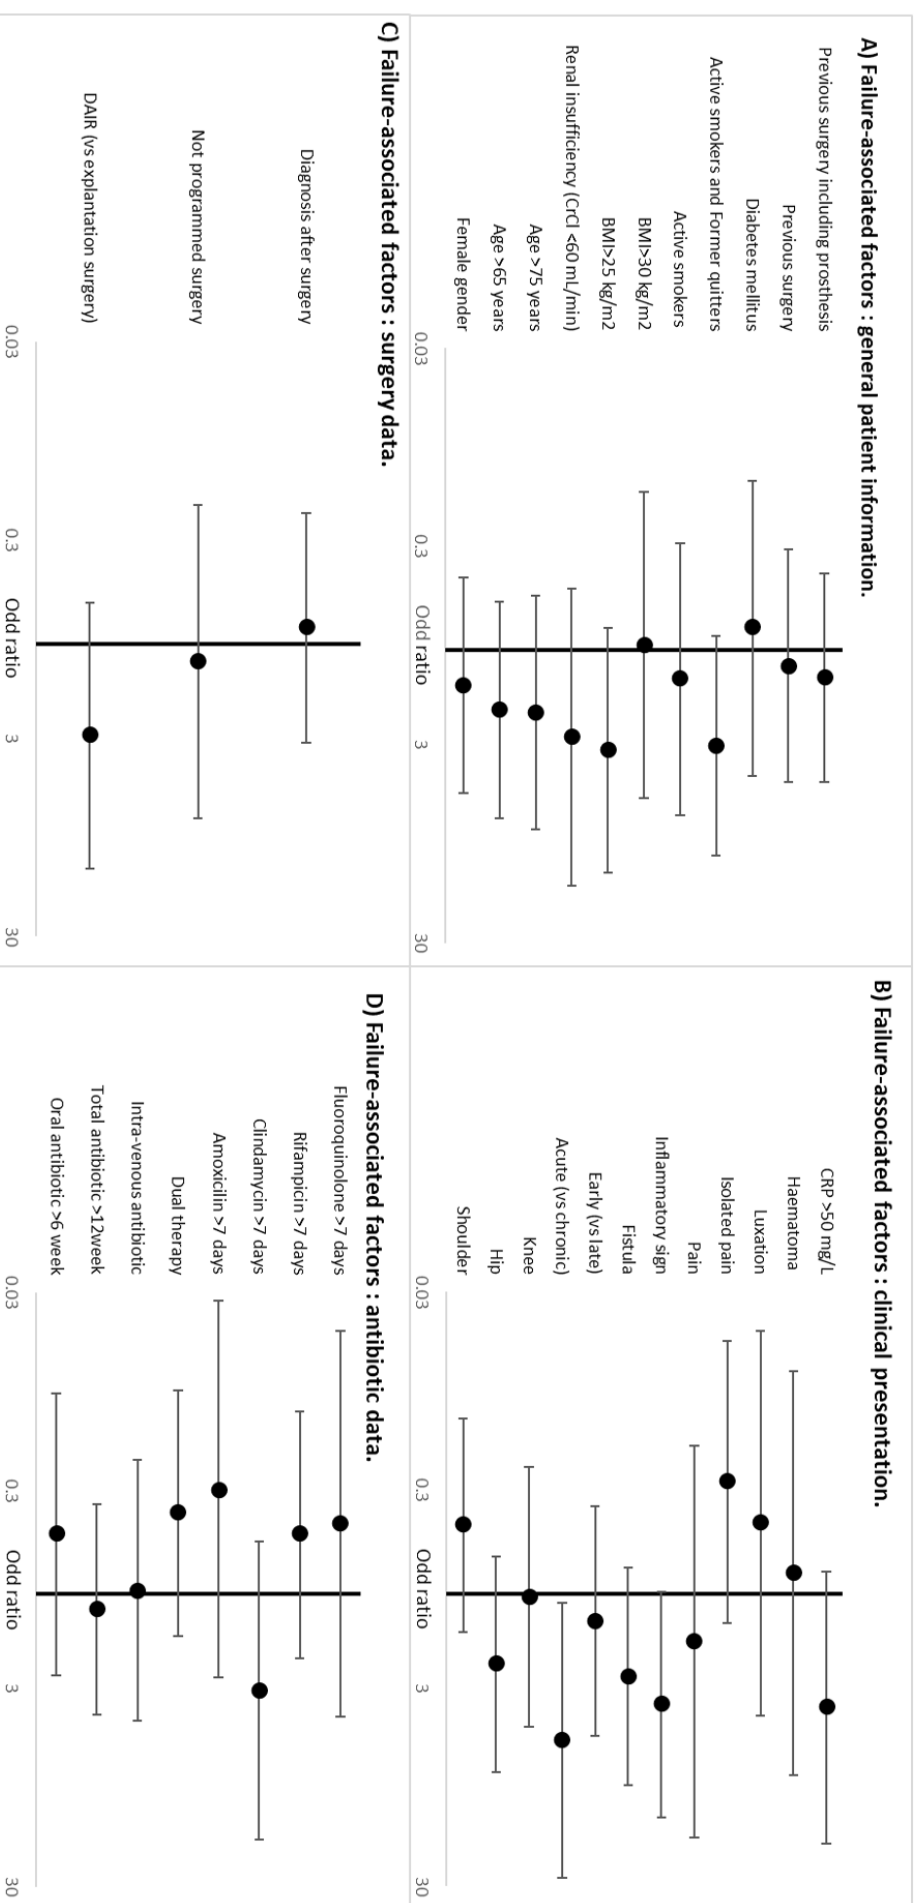 A) Failure-associated factors : general patient information.
Previous surgery including prosthesis
Previous surgery
Diabetes mellitus
Active smokers and Former quitters
Active smokers
BMI>30 kg/m2
BMI>25 kg/m2
Renal insufficiency (CrCl <60 mL/min)
Age >75 years
Age >65 years
Female gender
0.03
0.3
Odd ratio
3
30
B) Failure-associated factors : clinical presentation.
CRP >50 mg/L
Haematoma
Luxation
Isolated pain
Pain
Inflammatory sign
Fistula
Early (vs late)
Acute (vs chronic)
Knee
Hip
Shoulder
0.03
0.3
Odd ratio
3
30
C) Failure-associated factors : surgery data.
Diagnosis after surgery
Not programmed surgery
DAIR (vs explantation surgery)
0.03
0.3
Odd ratio
3
30
D) Failure-associated factors : antibiotic data.
Fluoroquinolone >7 days
Rifampicin >7 days
Clindamycin >7 days
Amoxicilin >7 days
Dual therapy
Intra-venous antibiotic
Total antibiotic >12week
Oral antibiotic >6 week
0.03
0.3
Odd ratio
3
30